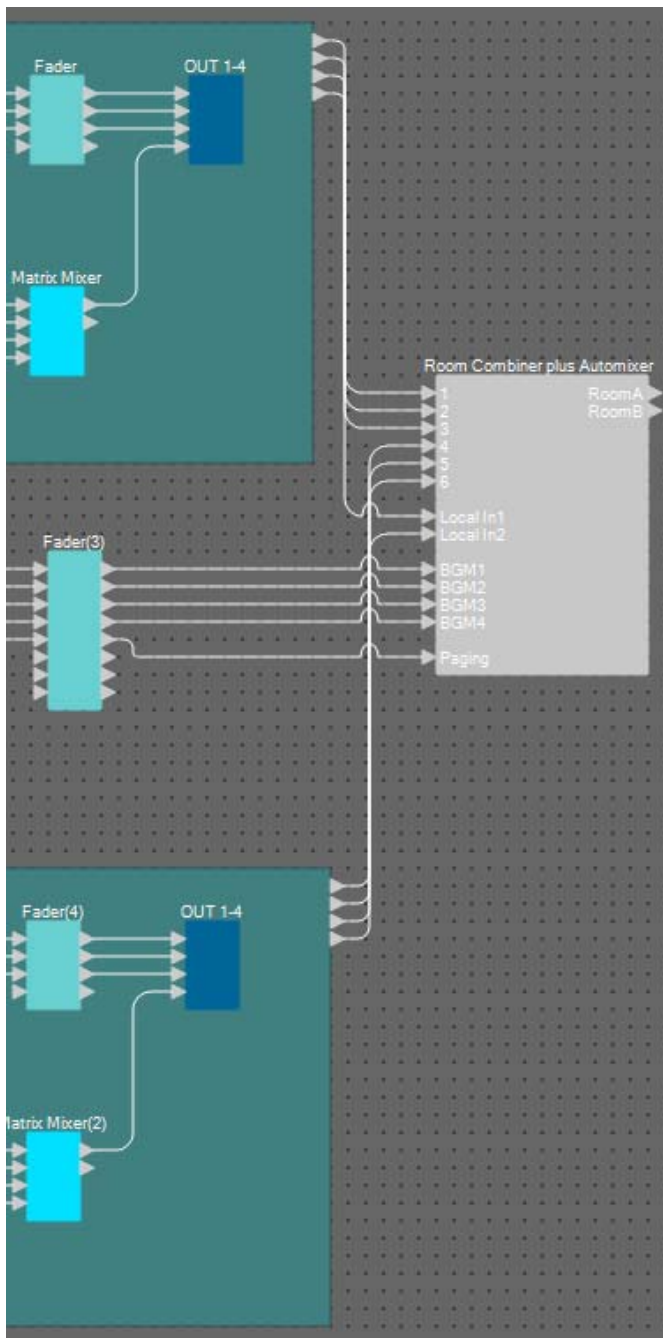 Fader
OUT 1-4
Matrix Mixer
Room Combiner plus Automixer
1
RoomA
2
RoomB
3
4
5
6
Local In1
Local In2
Fader(3)
BGM1
BGM2
BGM3
BGM4
Paging
Fader(4)
OUT 1-4
Matrix Mixer(2)